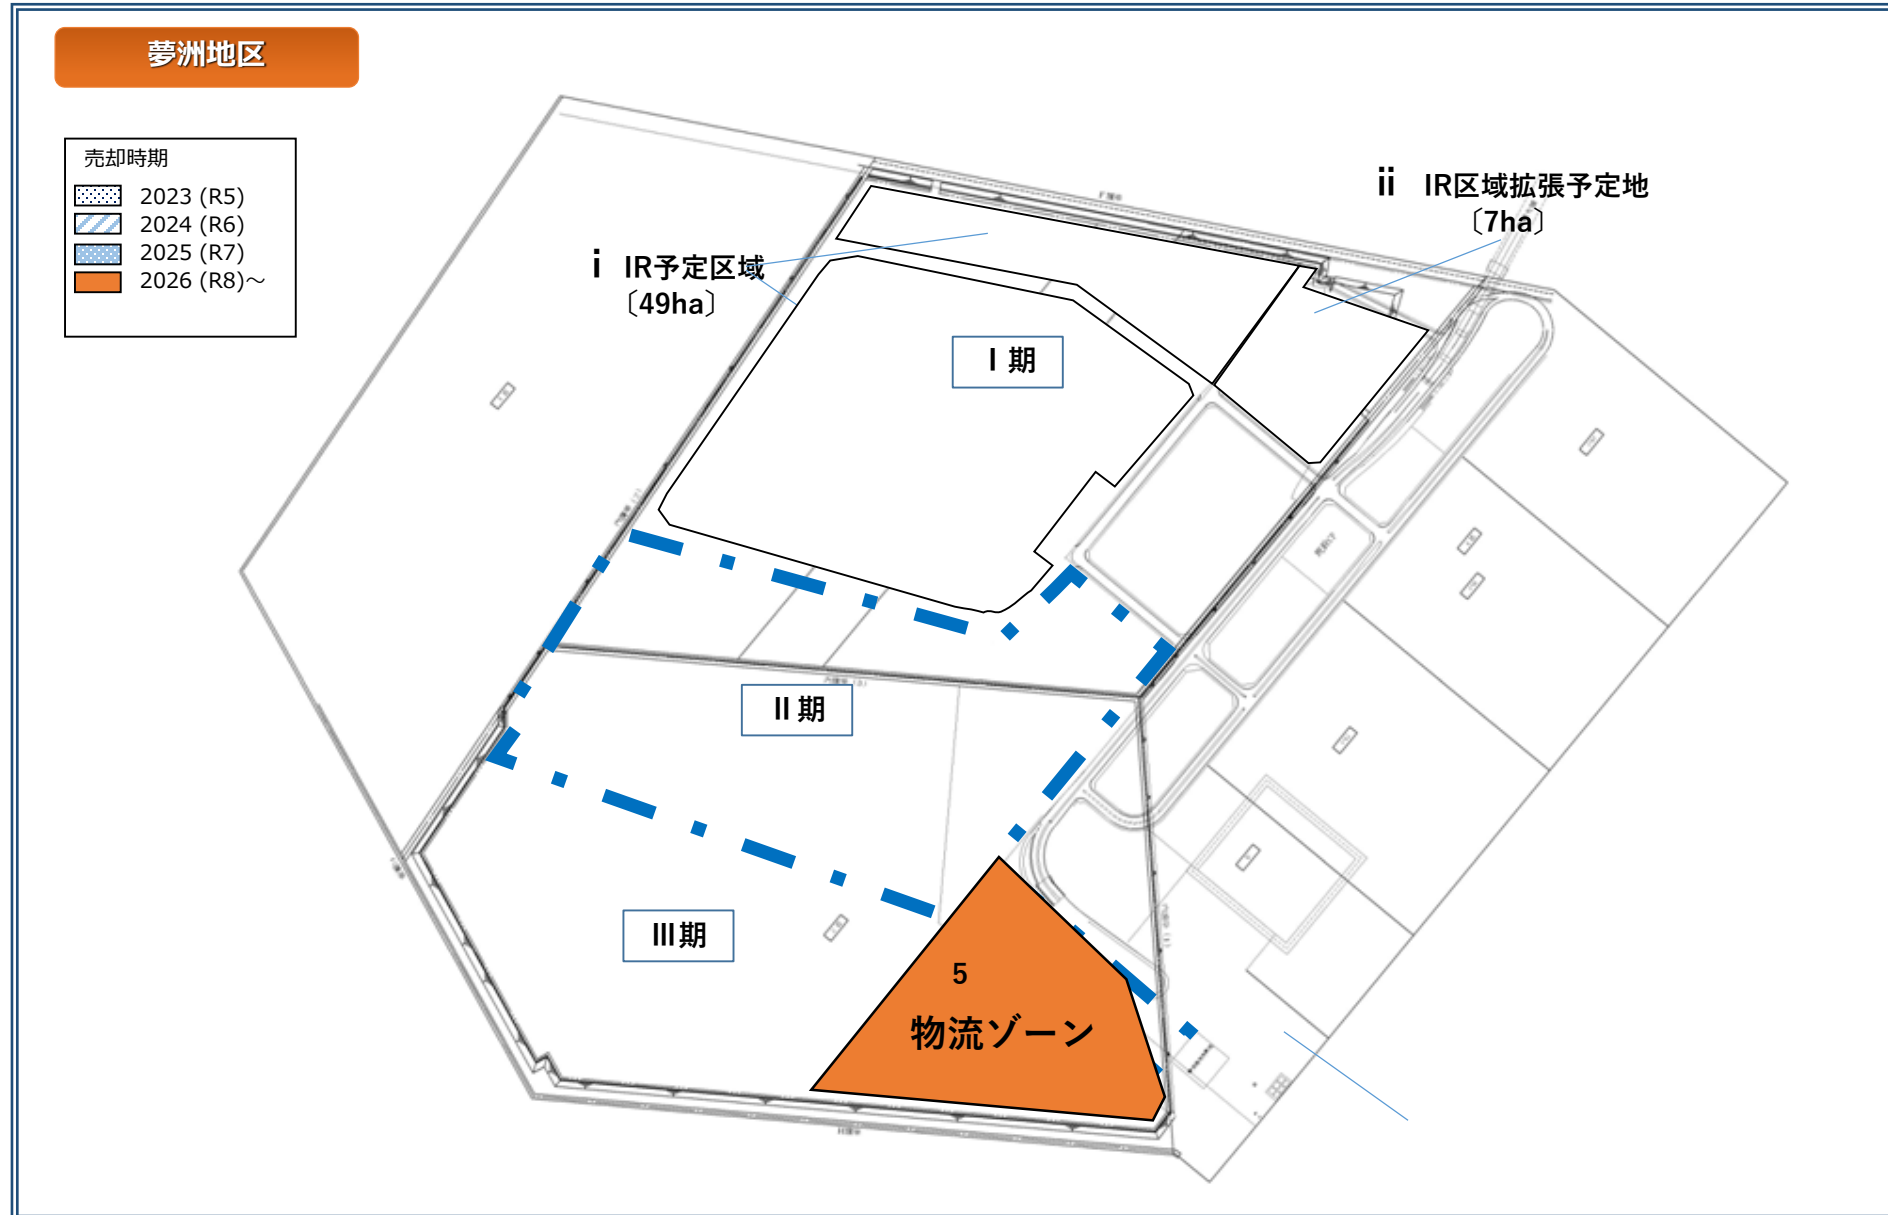 夢洲地区
売却時期
2023 (R5)
2024 (R6)
2025 (R7)
2026 (R8)～
ii IR区域拡張予定地
〔7ha〕
i IR予定区域
〔49ha〕
Ⅰ期
Ⅱ期
Ⅲ期
5
物流ゾーン